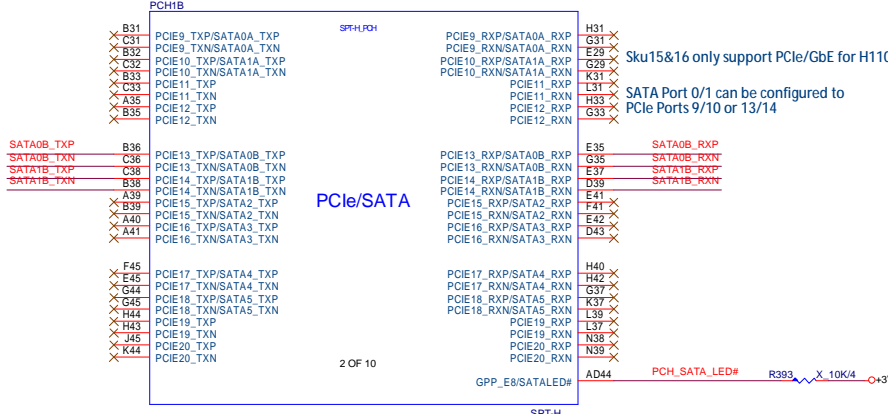 PCH1B
SPT-H_PCH
B31 PCIE9_TXP/SATA0A_TXP PCIE9_RXP/SATA0A_RXP H31
C31 PCIE9_TXN/SATA0A_TXN PCIE9_RXN/SATA0A_RXN G31
B32 PCIE10_TXP/SATA1A_TXP PCIE10_RXP/SATA1A_RXP E29
C32 PCIE10_TXN/SATA1A_TXN PCIE10_RXN/SATA1A_RXN G29
B33 PCIE11_TXP PCIE11_RXP K31
C33 PCIE11_TXN PCIE11_RXN L31
A35 PCIE12_TXP PCIE12_RXP H33
B35 PCIE12_TXN PCIE12_RXN G33
Sku15&16 only support PCIe/GbE for H110
SATA Port 0/1 can be configured to
PCIe Ports 9/10 or 13/14
SATA0B_TXP B36 PCIE13_TXP/SATA0B_TXP PCIE13_RXP/SATA0B_RXP E35 SATA0B_RXP
SATA0B_TXN C36 PCIE13_TXN/SATA0B_TXN PCIE13_RXN/SATA0B_RXN G35 SATA0B_RXN
SATA1B_TXP C38 PCIE14_TXP/SATA1B_TXP PCIE14_RXP/SATA1B_RXP E37 SATA1B_RXP
SATA1B_TXN B38 PCIE14_TXN/SATA1B_TXN PCIE14_RXN/SATA1B_RXN D39 SATA1B_RXN
A39 PCIE15_TXP/SATA2_TXP PCIE15_RXP/SATA2_RXP E41
B39 PCIE15_TXN/SATA2_TXN PCIE15_RXN/SATA2_RXN F41
A40 PCIE16_TXP/SATA3_TXP PCIE16_RXP/SATA3_RXP E42
A41 PCIE16_TXN/SATA3_TXN PCIE16_RXN/SATA3_RXN D43
PCIe/SATA
F45 PCIE17_TXP/SATA4_TXP PCIE17_RXP/SATA4_RXP H40
E45 PCIE17_TXN/SATA4_TXN PCIE17_RXN/SATA4_RXN H42
G44 PCIE18_TXP/SATA5_TXP PCIE18_RXP/SATA5_RXP G37
G45 PCIE18_TXN/SATA5_TXN PCIE18_RXN/SATA5_RXN K37
H44 PCIE19_TXP PCIE19_RXP L39
H43 PCIE19_TXN PCIE19_RXN L37
J45 PCIE20_TXP PCIE20_RXP N38
K44 PCIE20_TXN PCIE20_RXN N39
2 OF 10
GPP_E8/SATALED# AD44 PCH_SATA_LED# R393 X_10K/4
SPT-H